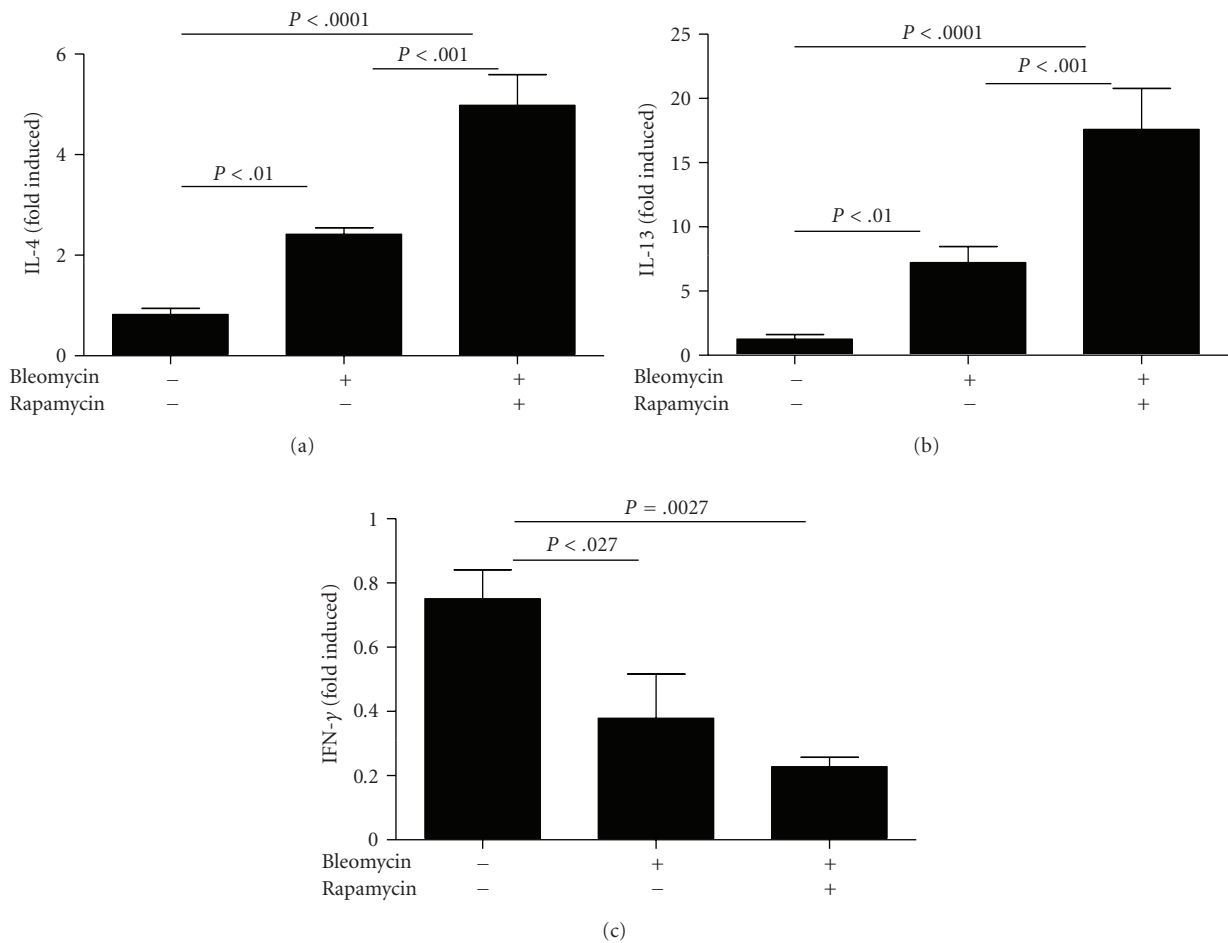 P < .0001
P < .001
P < .01
IL-4 (fold induced)
6
4
2
0
Bleomycin − + +
Rapamycin − − +
(a)
P < .0001
P < .001
P < .01
IL-13 (fold induced)
25
20
15
10
5
0
Bleomycin − + +
Rapamycin − − +
(b)
P = .0027
P < .027
IFN-γ (fold induced)
1
0.8
0.6
0.4
0.2
0
Bleomycin − + +
Rapamycin − − +
(c)